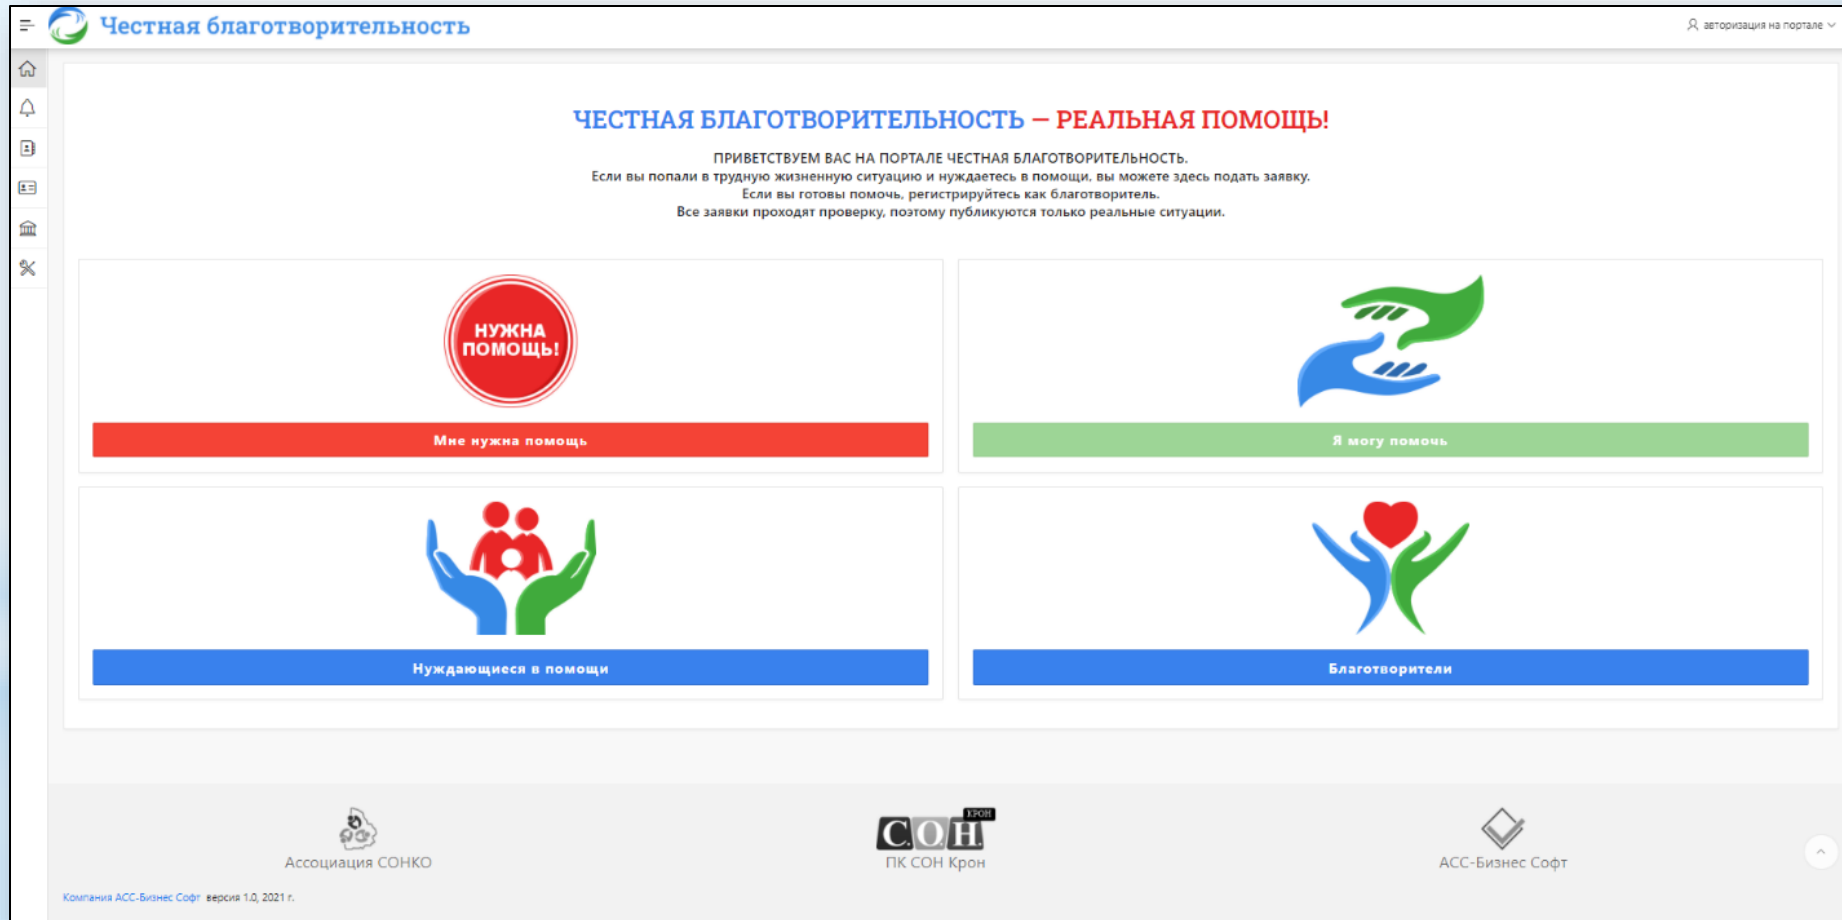 Честная благотворительность
авторизация на портале
ЧЕСТНАЯ БЛАГОТВОРИТЕЛЬНОСТЬ — РЕАЛЬНАЯ ПОМОЩЬ!
ПРИВЕТСТВУЕМ ВАС НА ПОРТАЛЕ ЧЕСТНАЯ БЛАГОТВОРИТЕЛЬНОСТЬ.
Если вы попали в трудную жизненную ситуацию и нуждаетесь в помощи, вы можете здесь подать заявку.
Если вы готовы помочь, регистрируйтесь как благотворитель.
Все заявки проходят проверку, поэтому публикуются только реальные ситуации.
НУЖНА
ПОМОЩЬ!
Мне нужна помощь
Я могу помочь
Нуждающиеся в помощи
Благотворители
Ассоциация СОНКО
КРОН
С.О.Н.
ПК СОН Крон
АСС-Бизнес Софт
Компания АСС-Бизнес Софт версия 1.0, 2021 г.